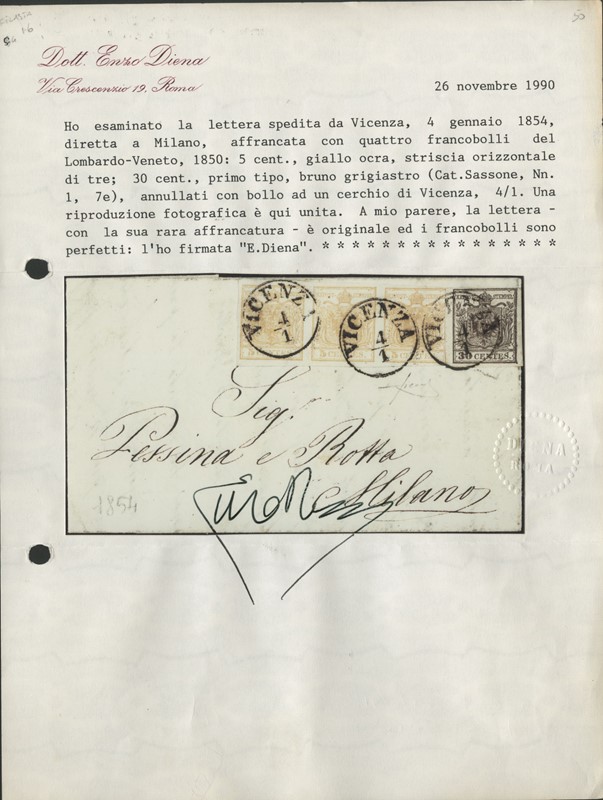 50
Dott. Enzo Diena
Via Crescenzio 19, Roma
26 novembre 1990
Ho esaminato la lettera spedita da Vicenza, 4 gennaio 1854,
diretta a Milano, affrancata con quattro francobolli del
Lombardo-Veneto, 1850: 5 cent., giallo ocra, striscia orizzontale
di tre; 30 cent., primo tipo, bruno grigiastro (Cat.Sassone, Nn.
1, 7e), annullati con bollo ad un cerchio di Vicenza, 4/1. Una
riproduzione fotografica è qui unita. A mio parere, la lettera -
con la sua rara affrancatura - è originale ed i francobolli sono
perfetti: l'ho firmata "E.Diena". * * * * * * * * * * * * * * * *
VICENZA 4/1 VICENZA 4/1 VICENZA 4/1
30 CENTES.
Sig.
Pessina e Rotta
Milano
1854
DIENA
ROMA